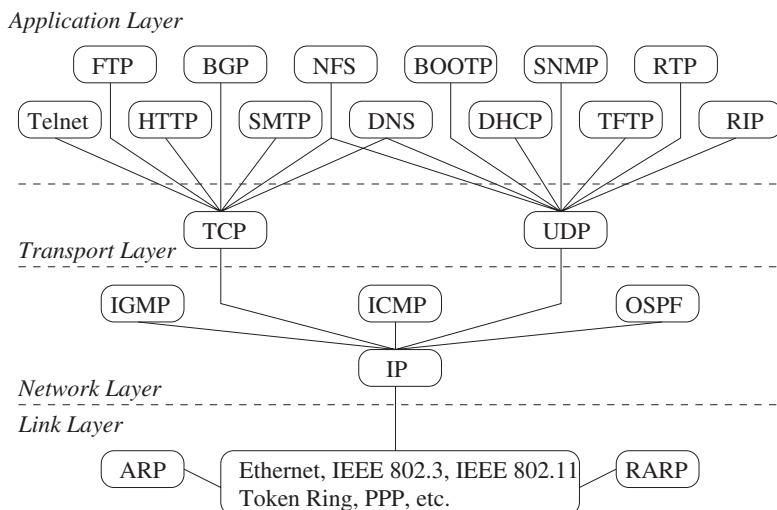 Application Layer
FTP BGP NFS BOOTP SNMP RTP
Telnet HTTP SMTP DNS DHCP TFTP RIP
TCP UDP
Transport Layer
IGMP ICMP OSPF
IP
Network Layer
Link Layer
ARP Ethernet, IEEE 802.3, IEEE 802.11 RARP
Token Ring, PPP, etc.